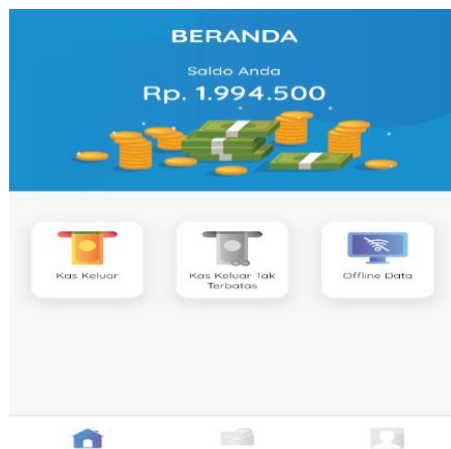 BERANDA
Saldo Anda
Rp. 1.994.500
Kas Keluar
Kas Keluar Tak
Terbatas
Offline Data